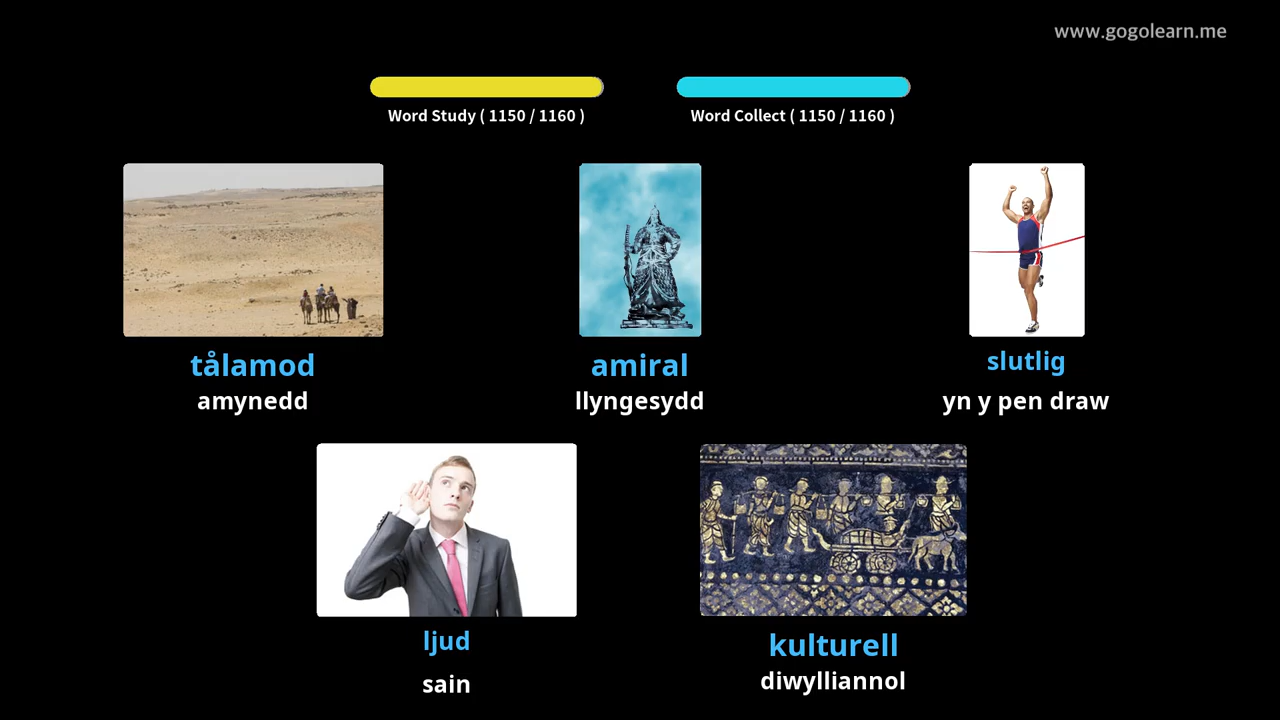 www.gogolearn.me
Word Study ( 1150 / 1160 )
Word Collect ( 1150 / 1160 )
tålamod
amynedd
amiral
llyngesydd
slutlig
yn y pen draw
ljud
sain
kulturell
diwylliannol